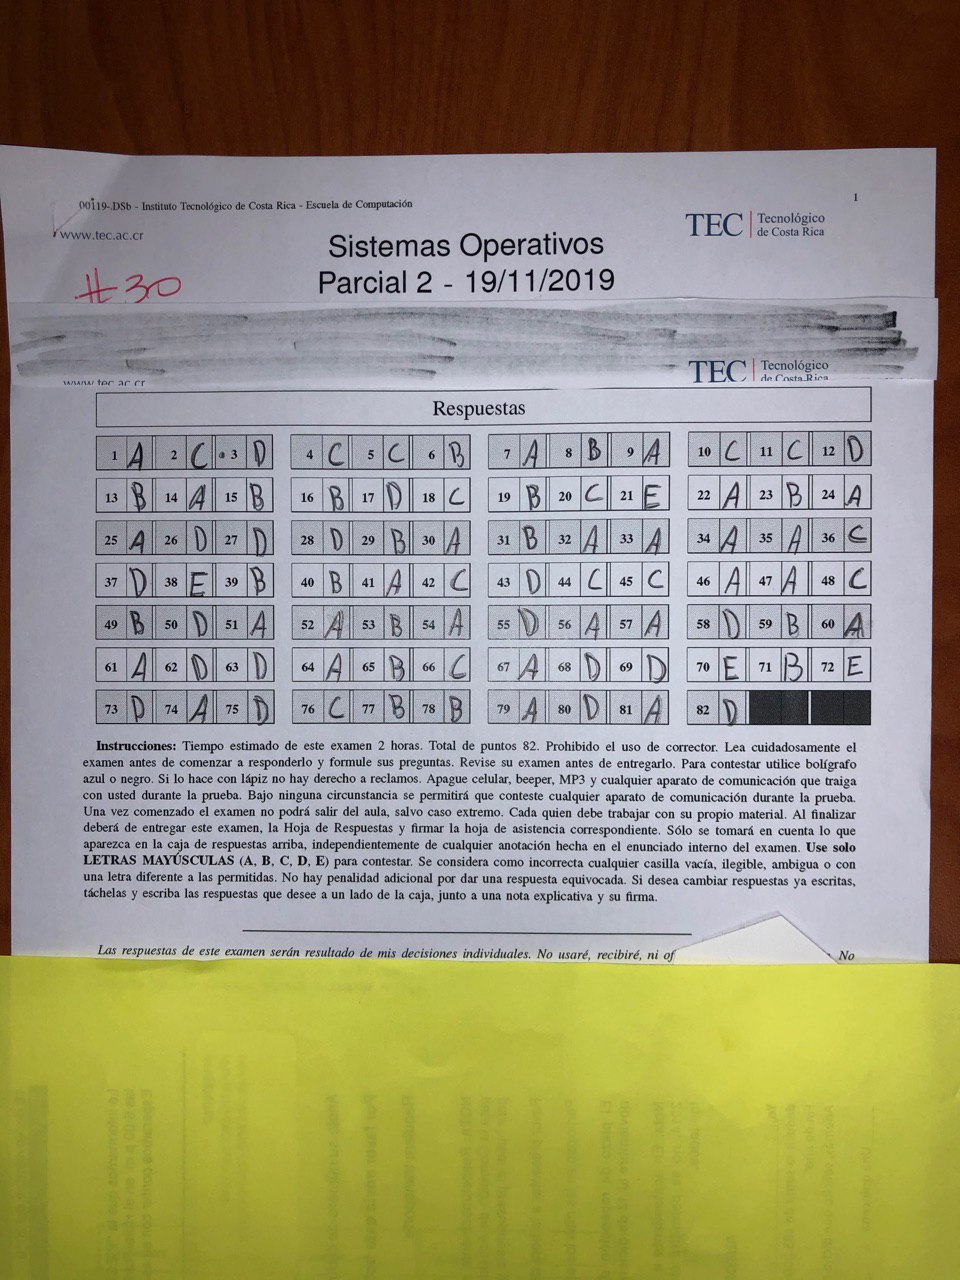 00119-.DSb - Instituto Tecnológico de Costa Rica - Escuela de Computación
1
www.tec.ac.cr
TEC Tecnológico de Costa Rica
Sistemas Operativos
Parcial 2 - 19/11/2019
#30
TEC Tecnológico de Costa Rica
www.tec.ac.cr
Respuestas
1 A 2 C 3 D 4 C 5 C 6 B 7 A 8 B 9 A 10 C 11 C 12 D
13 B 14 A 15 B 16 B 17 D 18 C 19 B 20 C 21 E 22 A 23 B 24 A
25 A 26 D 27 D 28 D 29 B 30 A 31 B 32 A 33 A 34 A 35 A 36 C
37 D 38 E 39 B 40 B 41 A 42 C 43 D 44 C 45 C 46 A 47 A 48 C
49 B 50 D 51 A 52 A 53 B 54 A 55 D 56 A 57 A 58 D 59 B 60 A
61 A 62 D 63 D 64 A 65 B 66 C 67 A 68 D 69 D 70 E 71 B 72 E
73 D 74 A 75 D 76 C 77 B 78 B 79 A 80 D 81 A 82 D
Instrucciones: Tiempo estimado de este examen 2 horas. Total de puntos 82. Prohibido el uso de corrector. Lea cuidadosamente el
examen antes de comenzar a responderlo y formule sus preguntas. Revise su examen antes de entregarlo. Para contestar utilice bolígrafo
azul o negro. Si lo hace con lápiz no hay derecho a reclamos. Apague celular, beeper, MP3 y cualquier aparato de comunicación que traiga
con usted durante la prueba. Bajo ninguna circunstancia se permitirá que conteste cualquier aparato de comunicación durante la prueba.
Una vez comenzado el examen no podrá salir del aula, salvo caso extremo. Cada quien debe trabajar con su propio material. Al finalizar
deberá de entregar este examen, la Hoja de Respuestas y firmar la hoja de asistencia correspondiente. Sólo se tomará en cuenta lo que
aparezca en la caja de respuestas arriba, independientemente de cualquier anotación hecha en el enunciado interno del examen. Use solo
LETRAS MAYÚSCULAS (A, B, C, D, E) para contestar. Se considera como incorrecta cualquier casilla vacía, ilegible, ambigua o con
una letra diferente a las permitidas. No hay penalidad adicional por dar una respuesta equivocada. Si desea cambiar respuestas ya escritas,
táchelas y escriba las respuestas que desee a un lado de la caja, junto a una nota explicativa y su firma.
Las respuestas de este examen serán resultado de mis decisiones individuales. No usaré, recibiré, ni of No